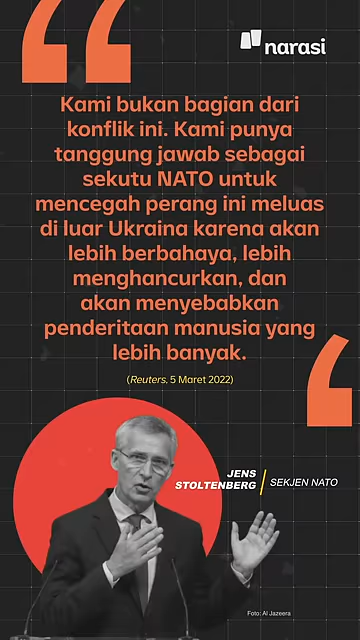 narasi
Kami bukan bagian dari
konflik ini. Kami punya
tanggung jawab sebagai
sekutu NATO untuk
mencegah perang ini meluas
di luar Ukraina karena akan
lebih berbahaya, lebih
menghancurkan, dan
akan menyebabkan
penderitaan manusia yang
lebih banyak.
(Reuters, 5 Maret 2022)
JENS
STOLTENBERG
SEKJEN NATO
Foto: Al Jazeera